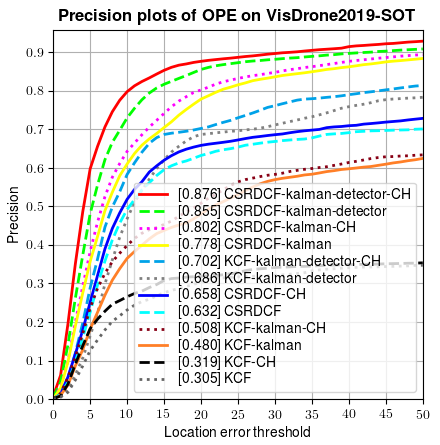 Precision plots of OPE on VisDrone2019-SOT
Precision
0.9
0.8
0.7
0.6
0.5
0.4
0.3
0.2
0.1
0.0
[0.876] CSRDCF-kalman-detector-CH
[0.855] CSRDCF-kalman-detector
[0.802] CSRDCF-kalman-CH
[0.778] CSRDCF-kalman
[0.702] KCF-kalman-detector-CH
[0.686] KCF-kalman-detector
[0.658] CSRDCF-CH
[0.632] CSRDCF
[0.508] KCF-kalman-CH
[0.480] KCF-kalman
[0.319] KCF-CH
[0.305] KCF
0 5 10 15 20 25 30 35 40 45 50
Location error threshold